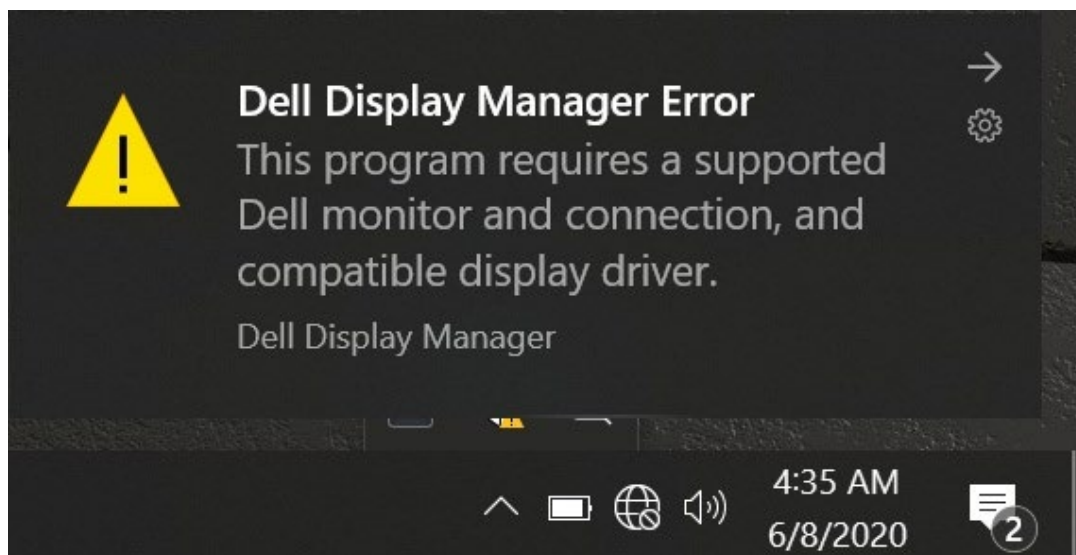 Dell Display Manager Error
This program requires a supported
Dell monitor and connection, and
compatible display driver.
Dell Display Manager
4:35 AM
6/8/2020
2